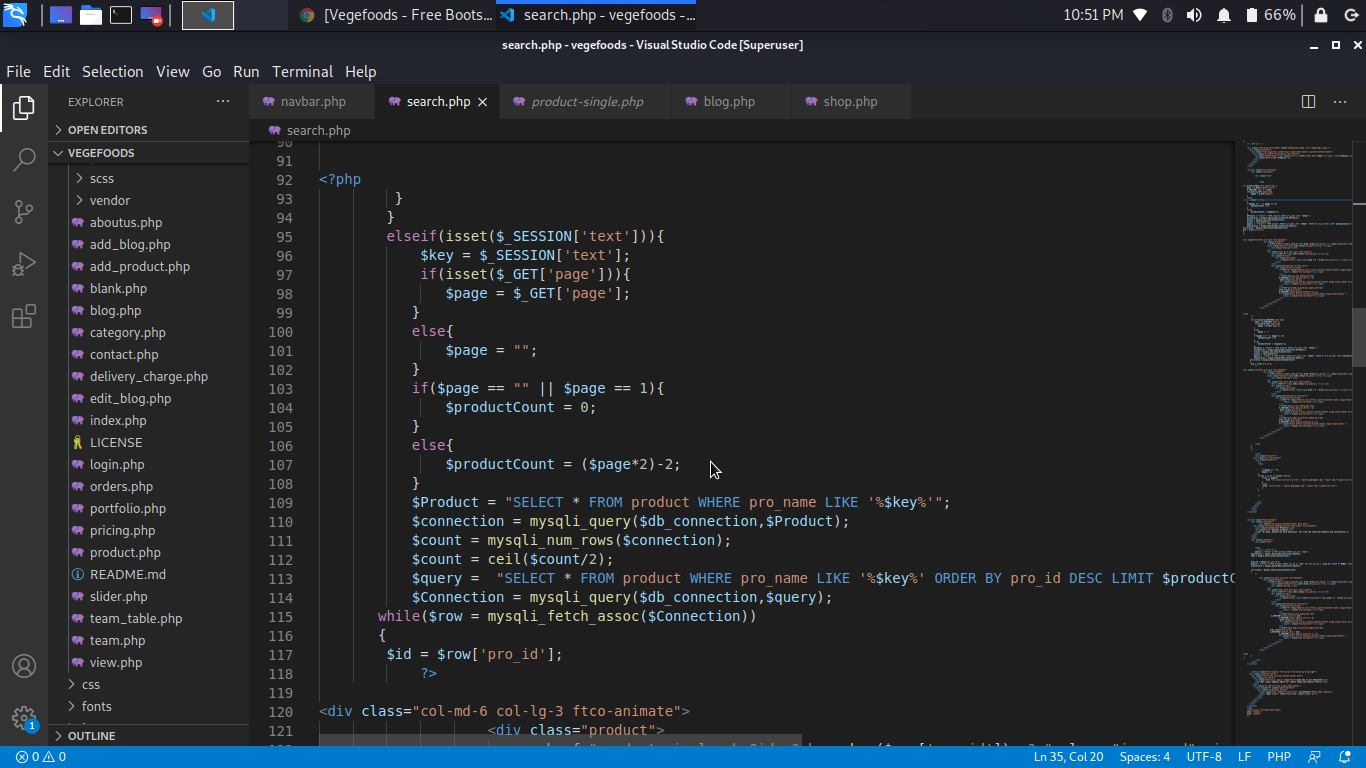 [Vegefoods - Free Boots...
search.php - vegefoods -...
10:51 PM
66%
search.php - vegefoods - Visual Studio Code [Superuser]
File Edit Selection View Go Run Terminal Help
EXPLORER
OPEN EDITORS
VEGEFOODS
scss
vendor
aboutus.php
add_blog.php
add_product.php
blank.php
blog.php
category.php
contact.php
delivery_charge.php
edit_blog.php
index.php
LICENSE
login.php
orders.php
portfolio.php
pricing.php
product.php
README.md
slider.php
team_table.php
team.php
view.php
css
fonts
OUTLINE
1
navbar.php
search.php
product-single.php
blog.php
shop.php
search.php
90
91
92 <?php
93 }
94 }
95 elseif(isset($_SESSION['text'])){
96 $key = $_SESSION['text'];
97 if(isset($_GET['page'])){
98 $page = $_GET['page'];
99 }
100 else{
101 $page = "";
102 }
103 if($page == "" || $page == 1){
104 $productCount = 0;
105 }
106 else{
107 $productCount = ($page*2)-2;
108 }
109 $Product = "SELECT * FROM product WHERE pro_name LIKE '%$key%'";
110 $connection = mysqli_query($db_connection,$Product);
111 $count = mysqli_num_rows($connection);
112 $count = ceil($count/2);
113 $query =  "SELECT * FROM product WHERE pro_name LIKE '%$key%' ORDER BY pro_id DESC LIMIT $productC
114 $Connection = mysqli_query($db_connection,$query);
115 while($row = mysqli_fetch_assoc($Connection))
116 {
117 $id = $row['pro_id'];
118 ?>
119
120 <div class="col-md-6 col-lg-3 ftco-animate">
121 <div class="product">
0 0
Ln 35, Col 20
Spaces: 4
UTF-8
LF
PHP